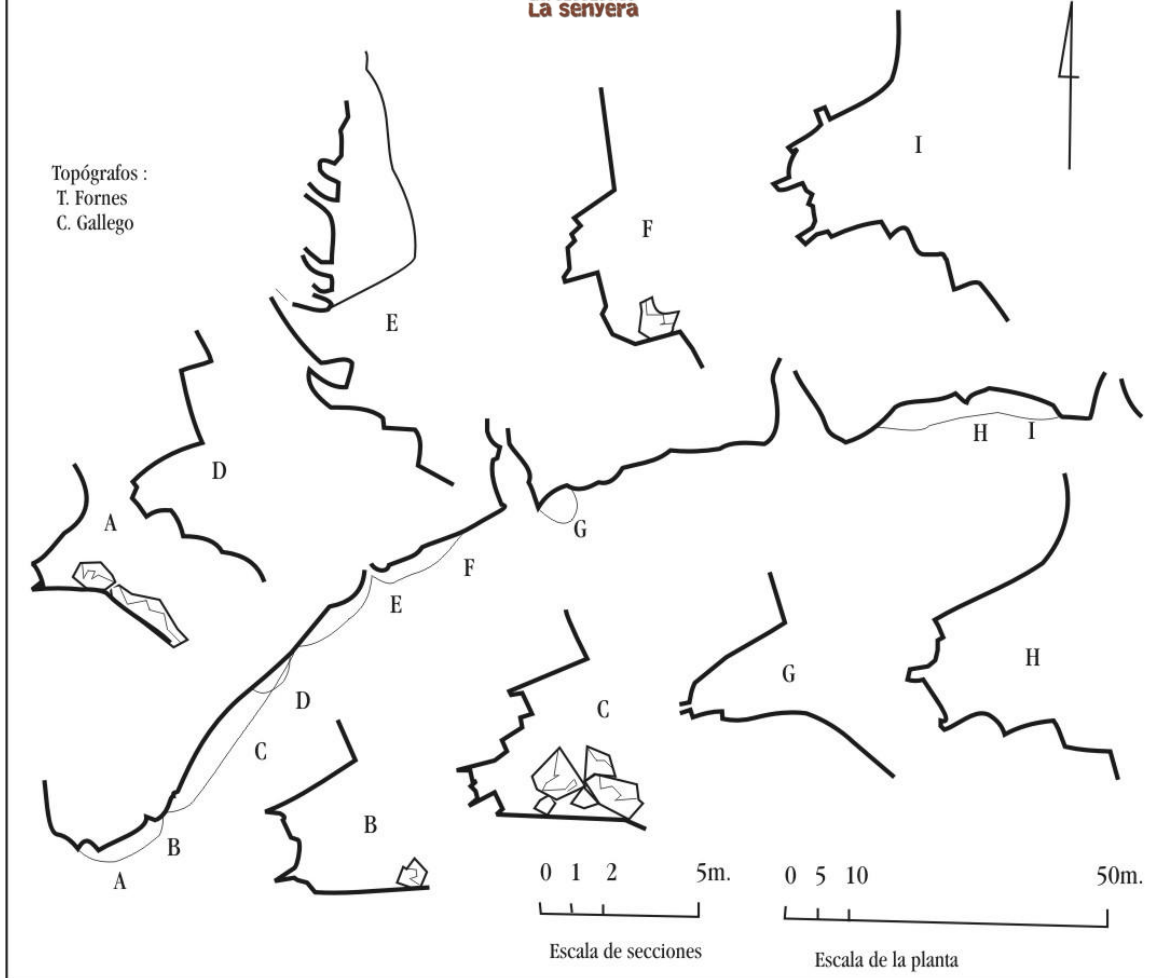 La senyera
Topógrafos :
T. Fornes
C. Gallego
I
F
E
D
A
H I
G
F
E
H
D
G
C
C
B
B
A
0 1 2 5m.
Escala de secciones
0 5 10 50m.
Escala de la planta